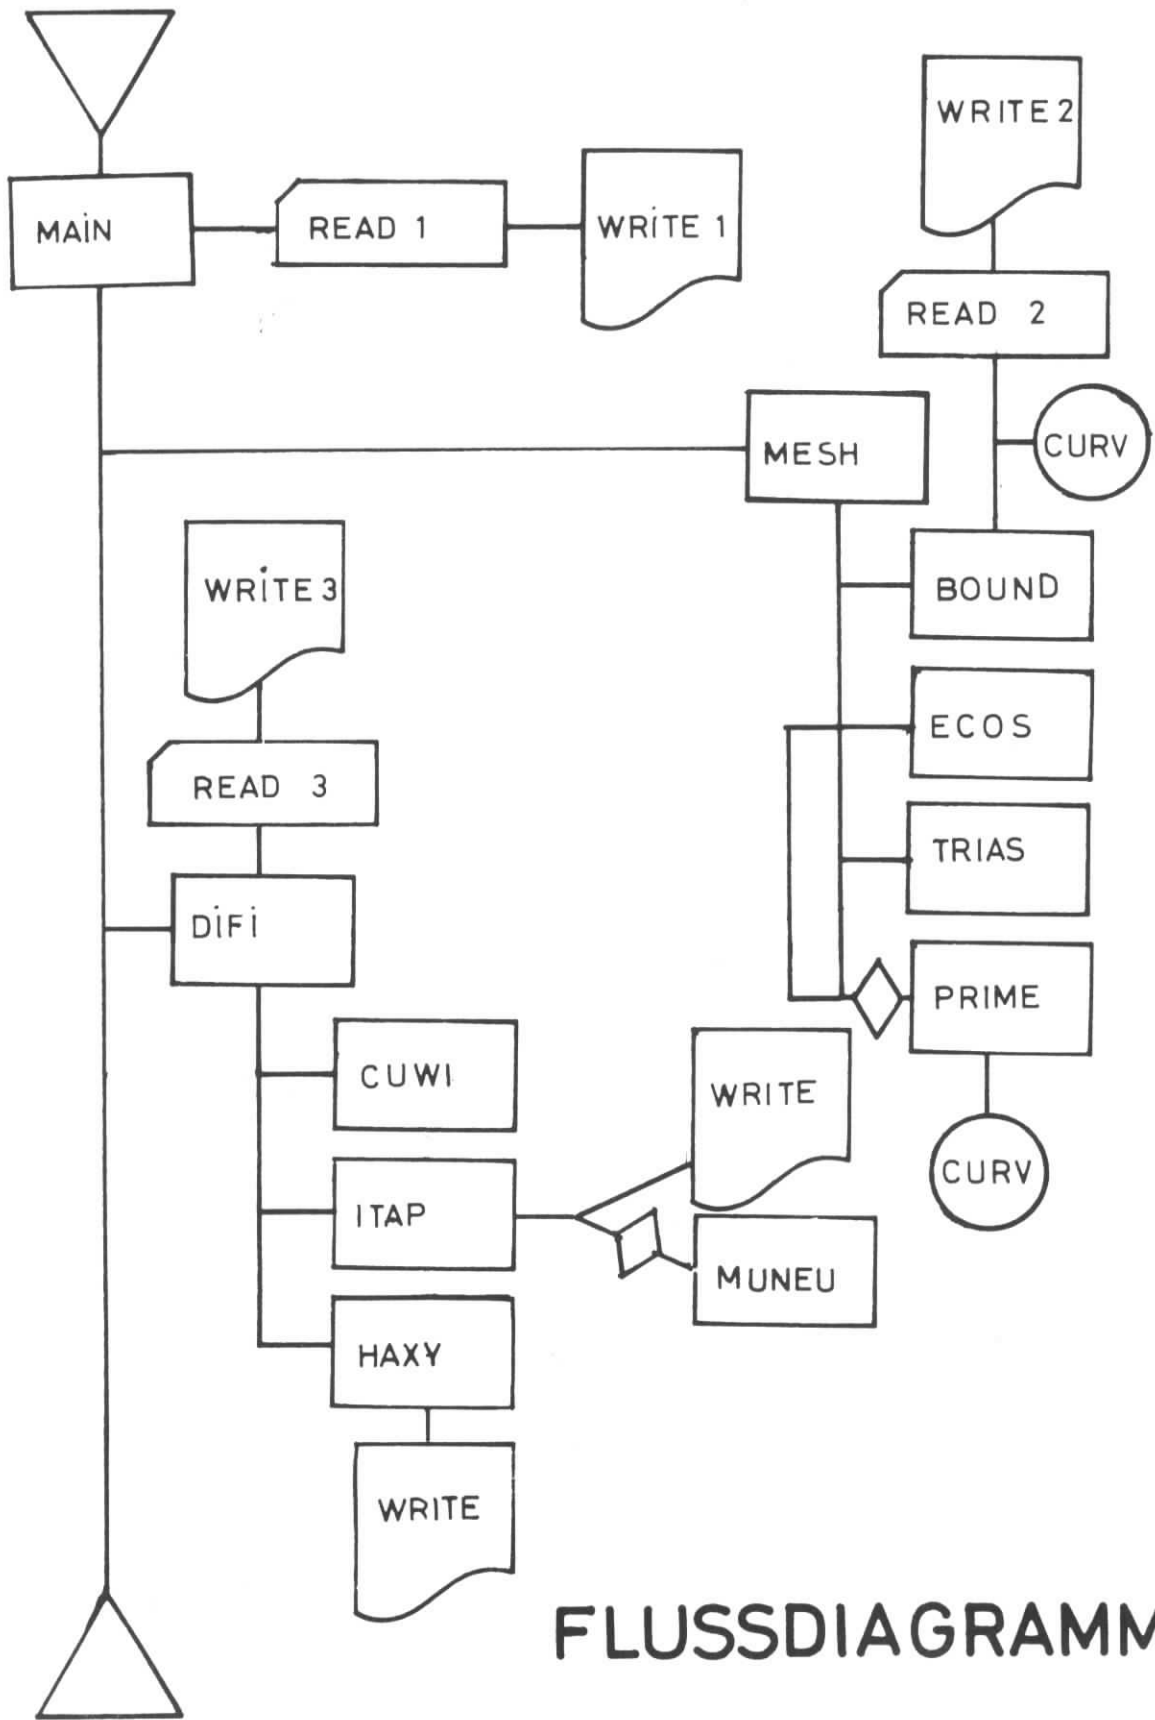 WRITE 2
MAIN
READ 1
WRITE 1
READ 2
MESH
CURV
WRITE 3
BOUND
ECOS
READ 3
TRIAS
DIFI
PRIME
CUWI
WRITE
CURV
ITAP
MUNEU
HAXY
WRITE
FLUSSDIAGRAMM